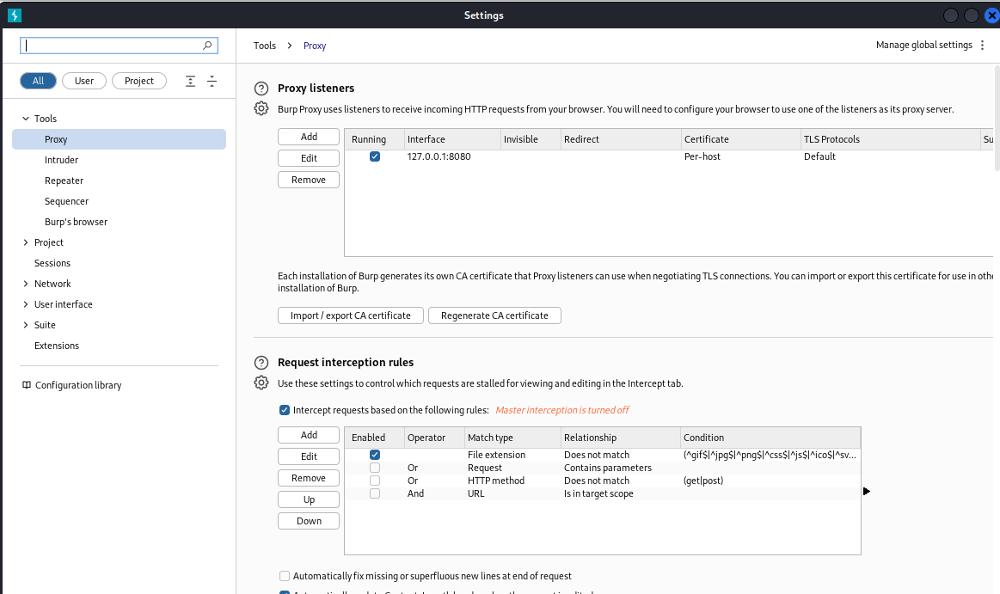 Settings
Tools > Proxy
Manage global settings
All User Project
Tools
Proxy
Intruder
Repeater
Sequencer
Burp's browser
Project
Sessions
Network
User interface
Suite
Extensions
Configuration library
Proxy listeners
Burp Proxy uses listeners to receive incoming HTTP requests from your browser. You will need to configure your browser to use one of the listeners as its proxy server.
Add
Edit
Remove
Running Interface Invisible Redirect Certificate TLS Protocols Su
127.0.0.1:8080 Per-host Default
Each installation of Burp generates its own CA certificate that Proxy listeners can use when negotiating TLS connections. You can import or export this certificate for use in othe
installation of Burp.
Import / export CA certificate Regenerate CA certificate
Request interception rules
Use these settings to control which requests are stalled for viewing and editing in the Intercept tab.
Intercept requests based on the following rules: Master interception is turned off
Add
Edit
Remove
Up
Down
Enabled Operator Match type Relationship Condition
File extension Does not match (^gif$|^jpg$|^png$|^css$|^js$|^ico$|^sv...
Or Request Contains parameters
Or HTTP method Does not match (get|post)
And URL Is in target scope
Automatically fix missing or superfluous new lines at end of request